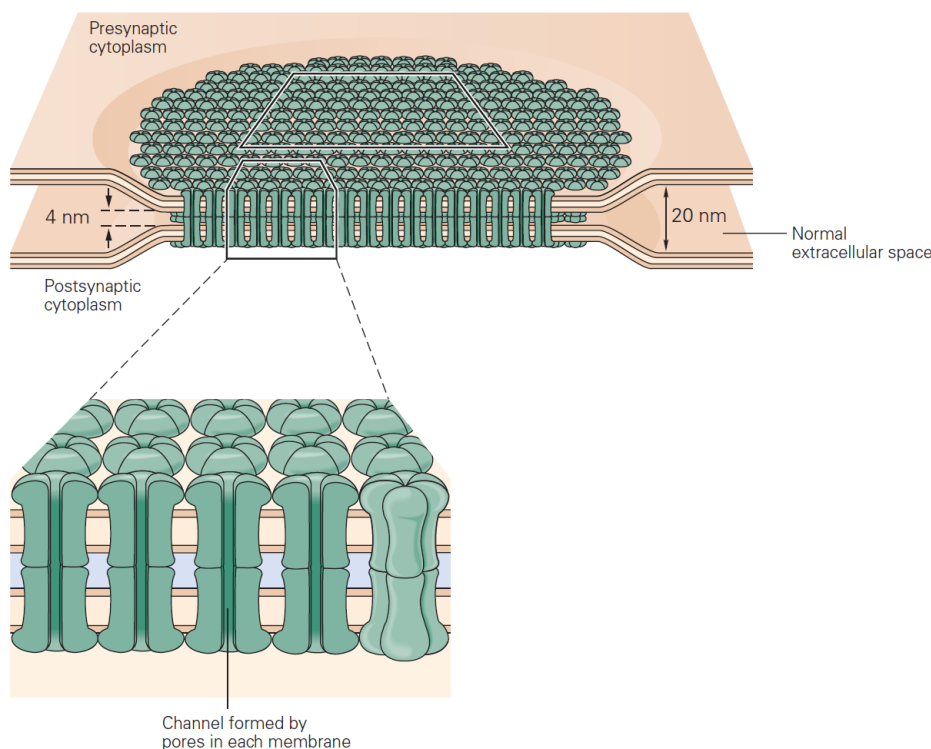 Presynaptic
cytoplasm
4 nm
20 nm
Normal
extracellular space
Postsynaptic
cytoplasm
Channel formed by
pores in each membrane